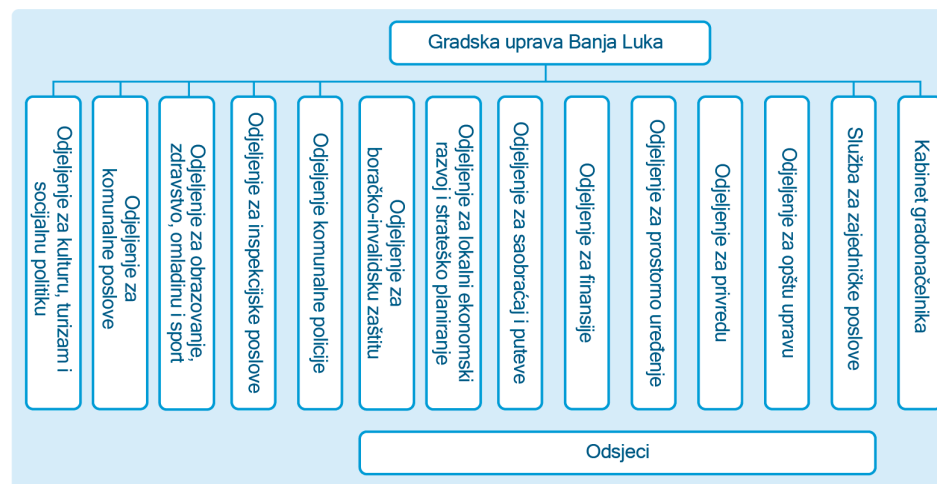 Gradska uprava Banja Luka
Odjeljenje za kulturu, turizam i
socijalnu politiku
Odjeljenje za
komunalne poslove
Odjeljenje za obrazovanje,
zdravstvo, omladinu i sport
Odjeljenje za inspekcijske poslove
Odjeljenje komunalne policije
Odjeljenje za
boračko-invalidsku zaštitu
Odjeljenje za lokalni ekonomski
razvoj i strateško planiranje
Odjeljenje za saobraćaj i puteve
Odjeljenje za finansije
Odjeljenje za prostorno uređenje
Odjeljenje za privredu
Odjeljenje za opštu upravu
Služba za zajedničke poslove
Kabinet gradonačelnika
Odsjeci